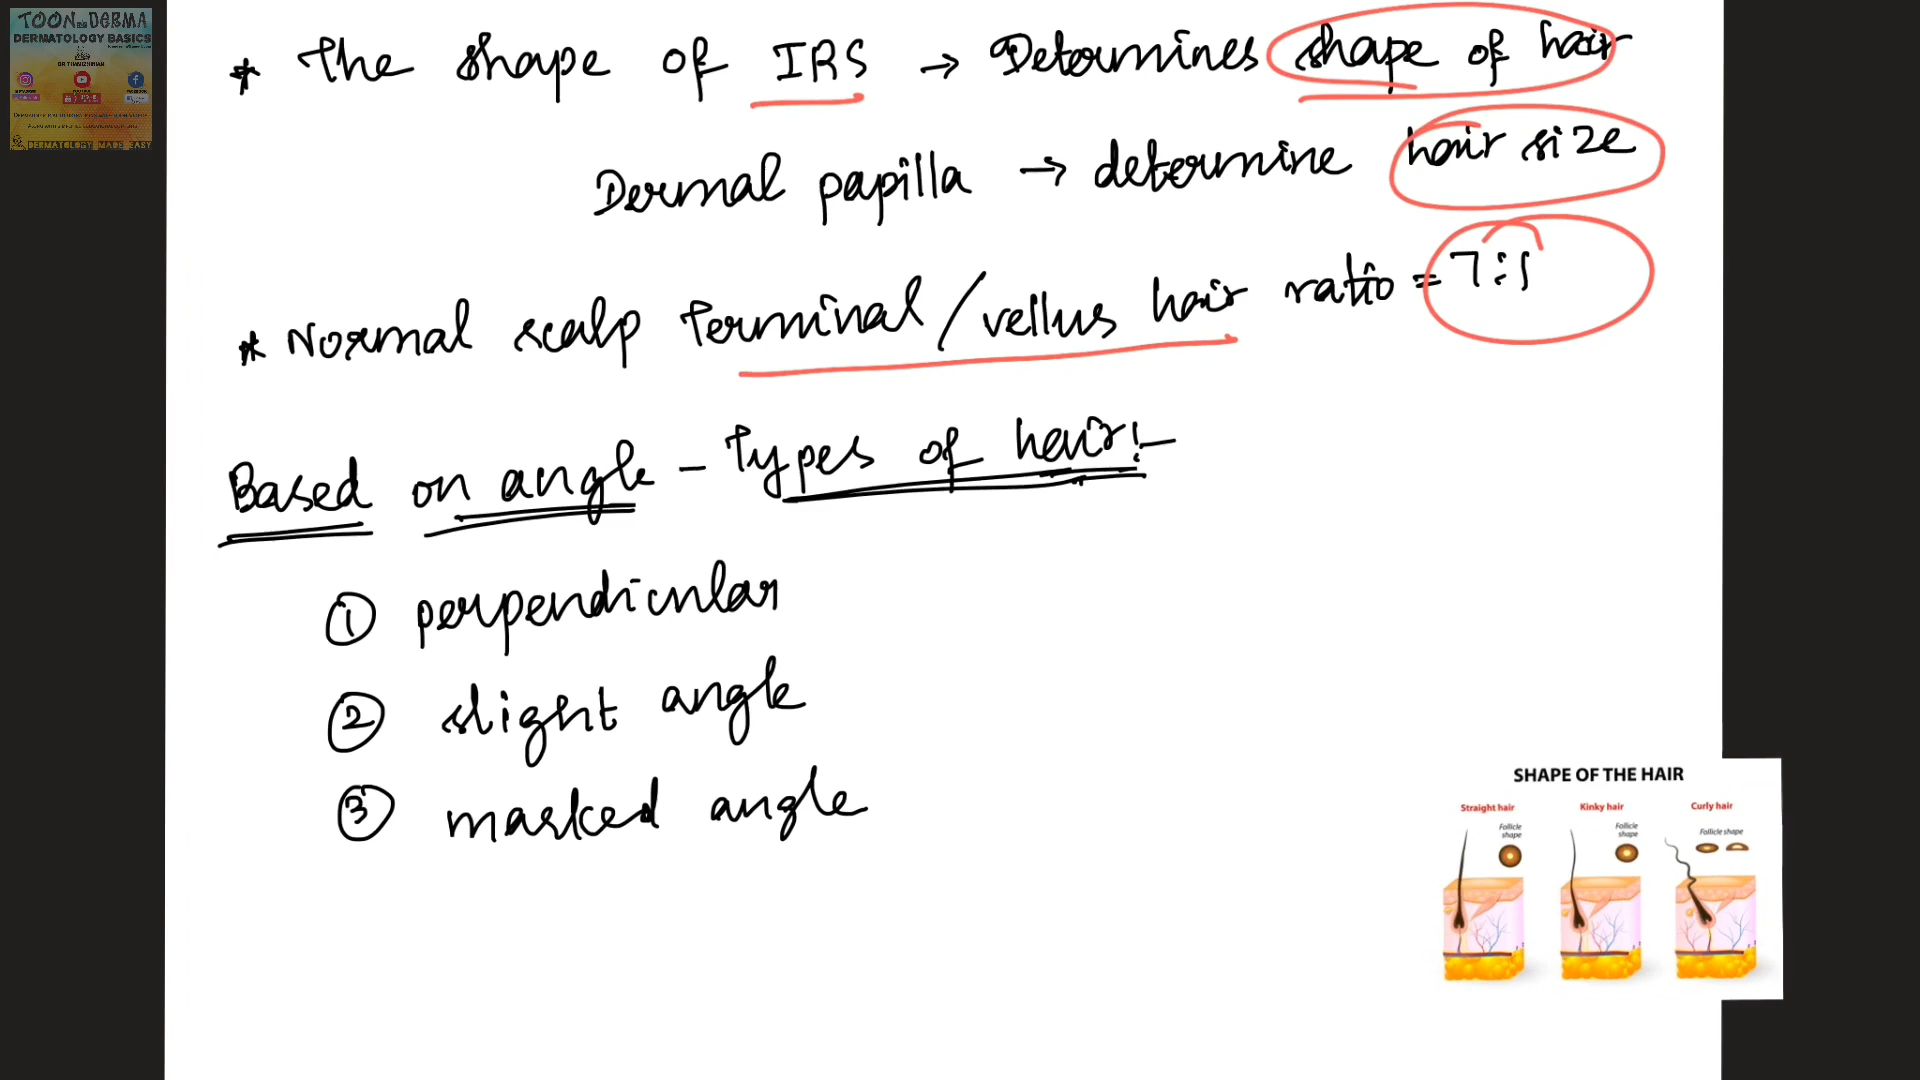 TOON DERMA
DERMATOLOGY BASICS
DERMATOLOGY MADE EASY
* The shape of IRS → Determines shape of hair
Dermal papilla → determine hair size
* Normal scalp terminal/vellus hair ratio = 7:1
Based on angle - Types of hair:-
① perpendicular
② slight angle
③ marked angle
SHAPE OF THE HAIR
Straight hair Kinky hair Curly hair
Follicle shape Follicle shape Follicle shape